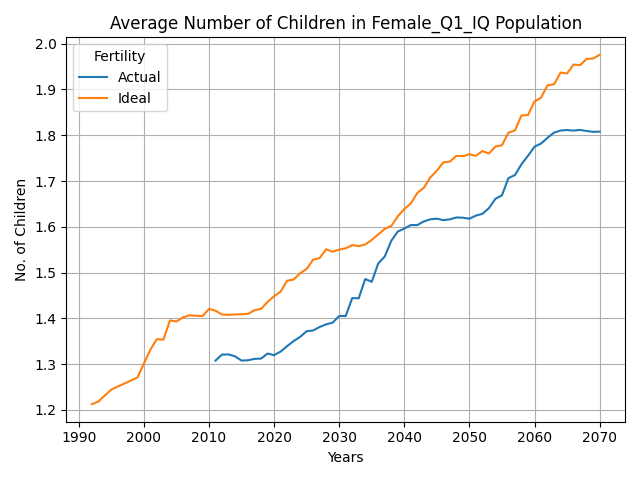 Average Number of Children in Female_Q1_IQ Population
Fertility
Actual
Ideal
No. of Children
2.0
1.9
1.8
1.7
1.6
1.5
1.4
1.3
1.2
1990 2000 2010 2020 2030 2040 2050 2060 2070
Years